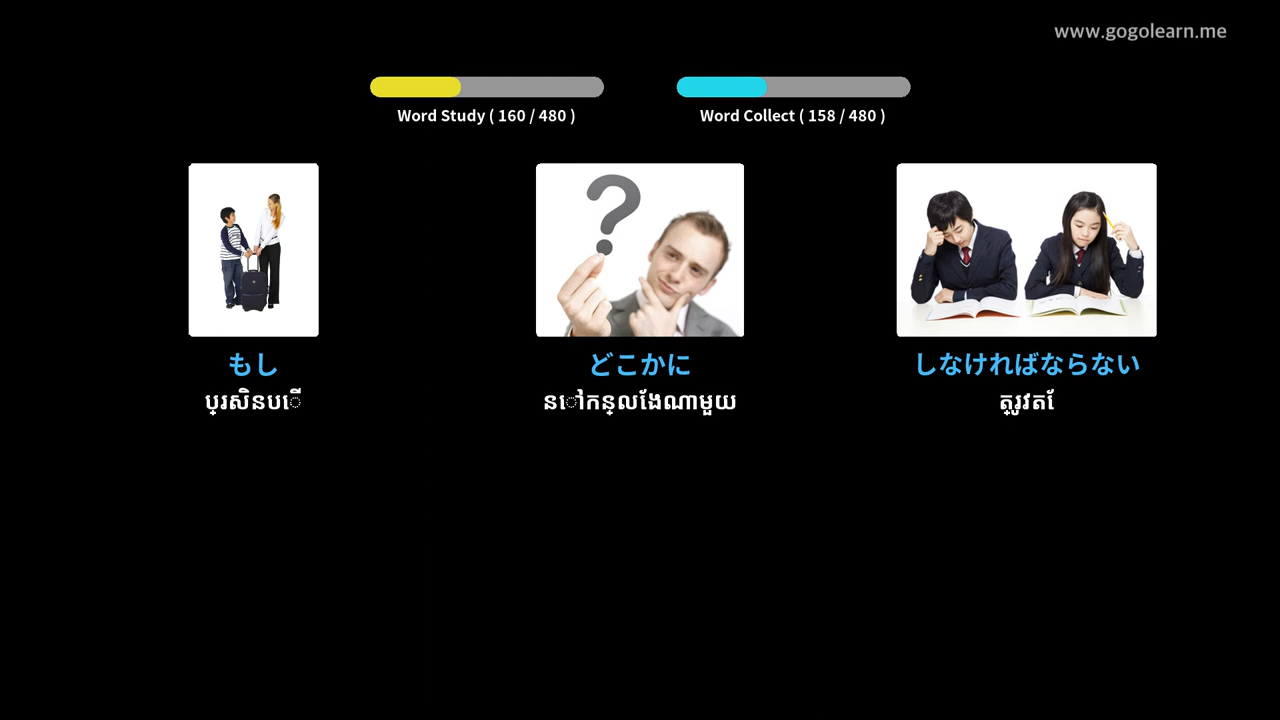 www.gogolearn.me
Word Study ( 160 / 480 )
Word Collect ( 158 / 480 )
もし
どこかに
しなければならない
ប្រសិនបើ
នៅកន្លងែណាមួយ
ត្រូវតែ